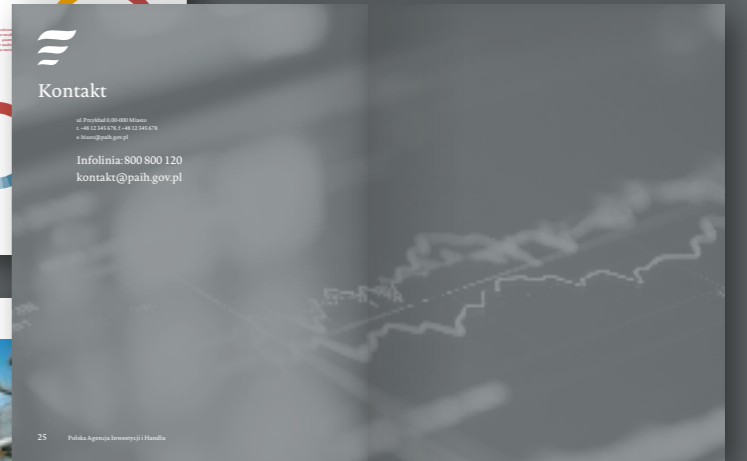 Kontakt
ul. Przykład 0, 00-000 Miasto
t. +48 12 345 678, f. +48 12 345 678
e. biuro@paih.gov.pl
Infolinia: 800 800 120
kontakt@paih.gov.pl
25 Polska Agencja Inwestycji i Handlu